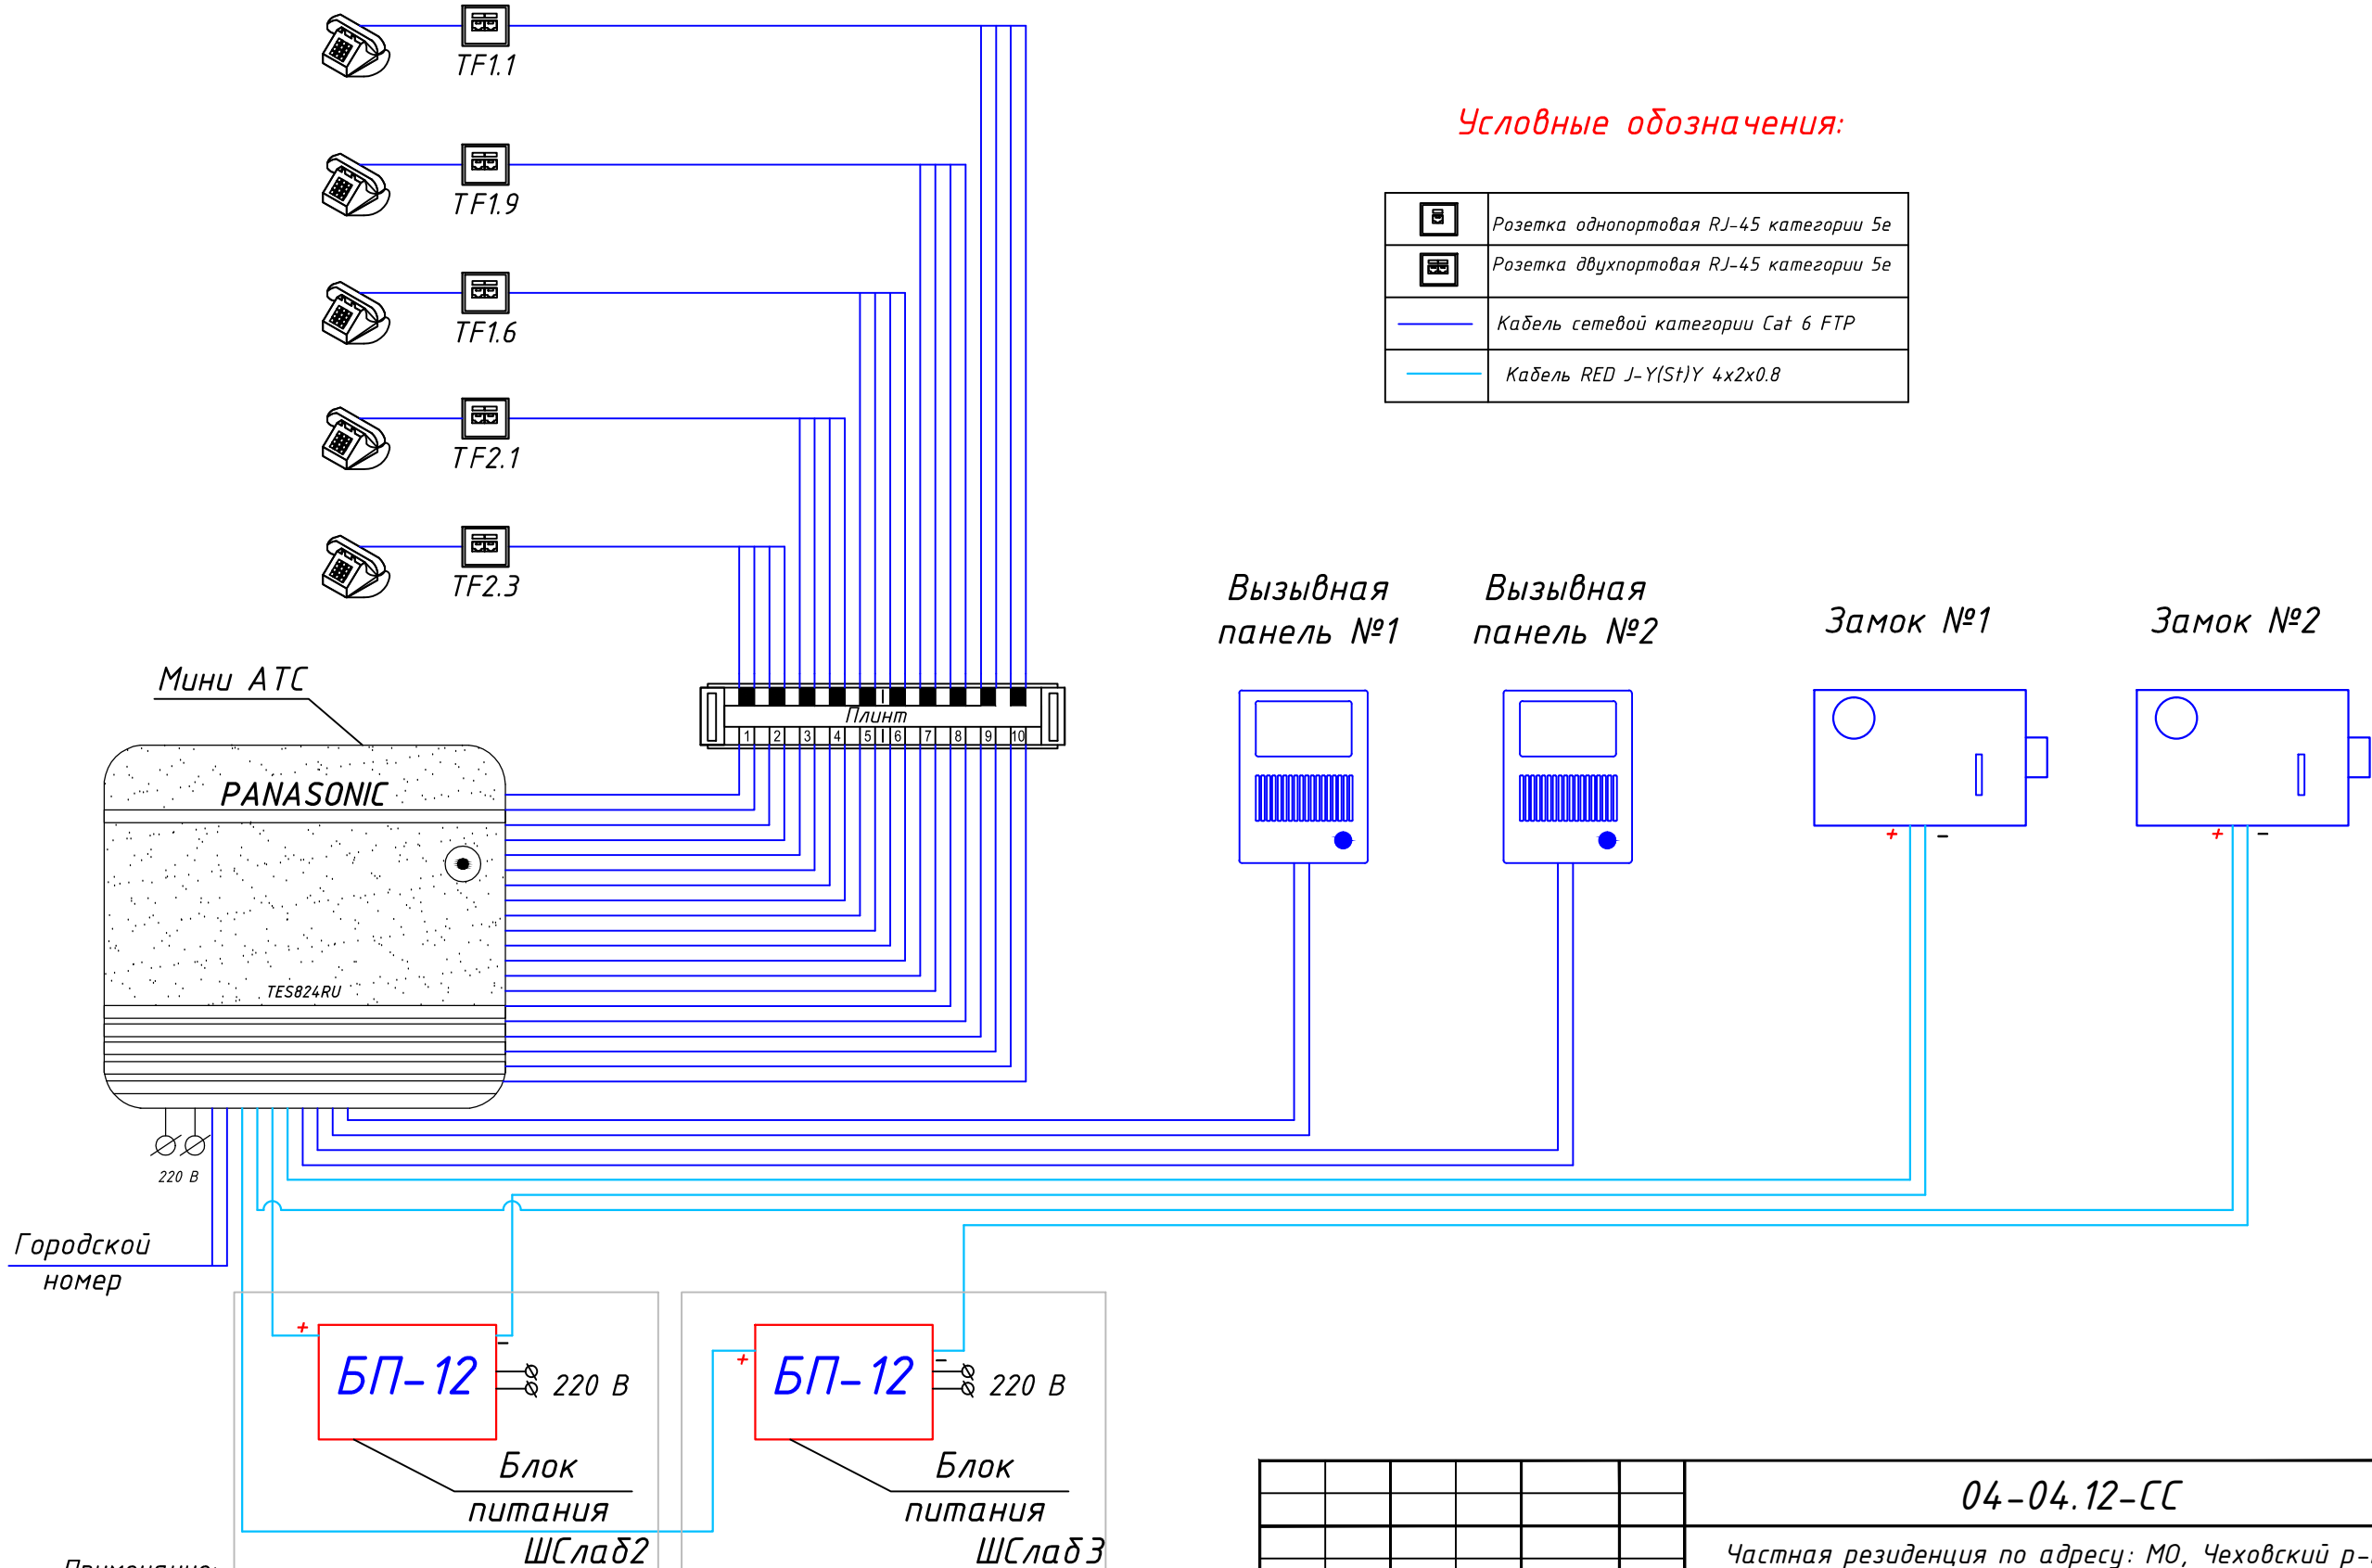 TF1.1
Условные обозначения:
TF1.9
Розетка однопортовая RJ-45 категории 5е
Розетка двухпортовая RJ-45 категории 5е
TF1.6
Кабель сетевой категории Cat 6 FTP
Кабель RED J-Y(St)Y 4x2x0.8
TF2.1
TF2.3
Вызывная
панель №1
Вызывная
панель №2
Замок №1
Замок №2
Мини АТС
Плинт
1 2 3 4 5 6 7 8 9 10
PANASONIC
+ -
+ -
TES824RU
220 В
Городской
номер
+ -
БП-12
220 В
+ -
БП-12
220 В
Блок
питания
Блок
питания
ШСлаб2
ШСлаб3
04-04.12-СС
Частная резиденция по адресу: МО, Чеховский р-